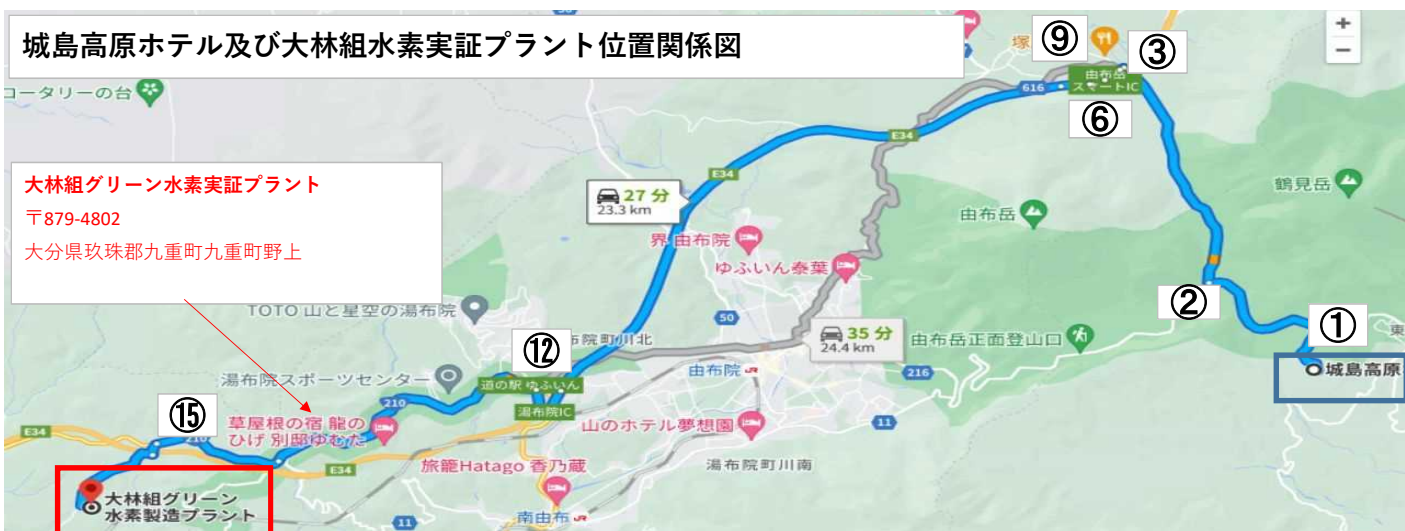 城島高原ホテル及び大林組水素実証プラント位置関係図
コータリーの台
大林組グリーン水素実証プラント
〒879-4802
大分県玖珠郡九重町九重町野上
+
−
塚
⑨
③
由布岳
スマートIC
616
⑥
E34
E34
27 分
23.3 km
鶴見岳
由布岳
界 由布院
ゆふいん泰葉
②
①
東
城島高原
TOTO 山と星空の湯布院
50
35 分
24.4 km
由布岳正面登山口
⑫
布院町川北
216
湯布院スポーツセンター
道の駅 ゆふいん
由布院
JR
湯布院IC
210
⑮
草屋根の宿 龍の
ひげ 別邸ゆむた
山のホテル夢想園
11
E34
210
E34
旅籠Hatago 香乃蔵
湯布院町川南
大林組グリーン
水素製造プラント
南由布
JR
11